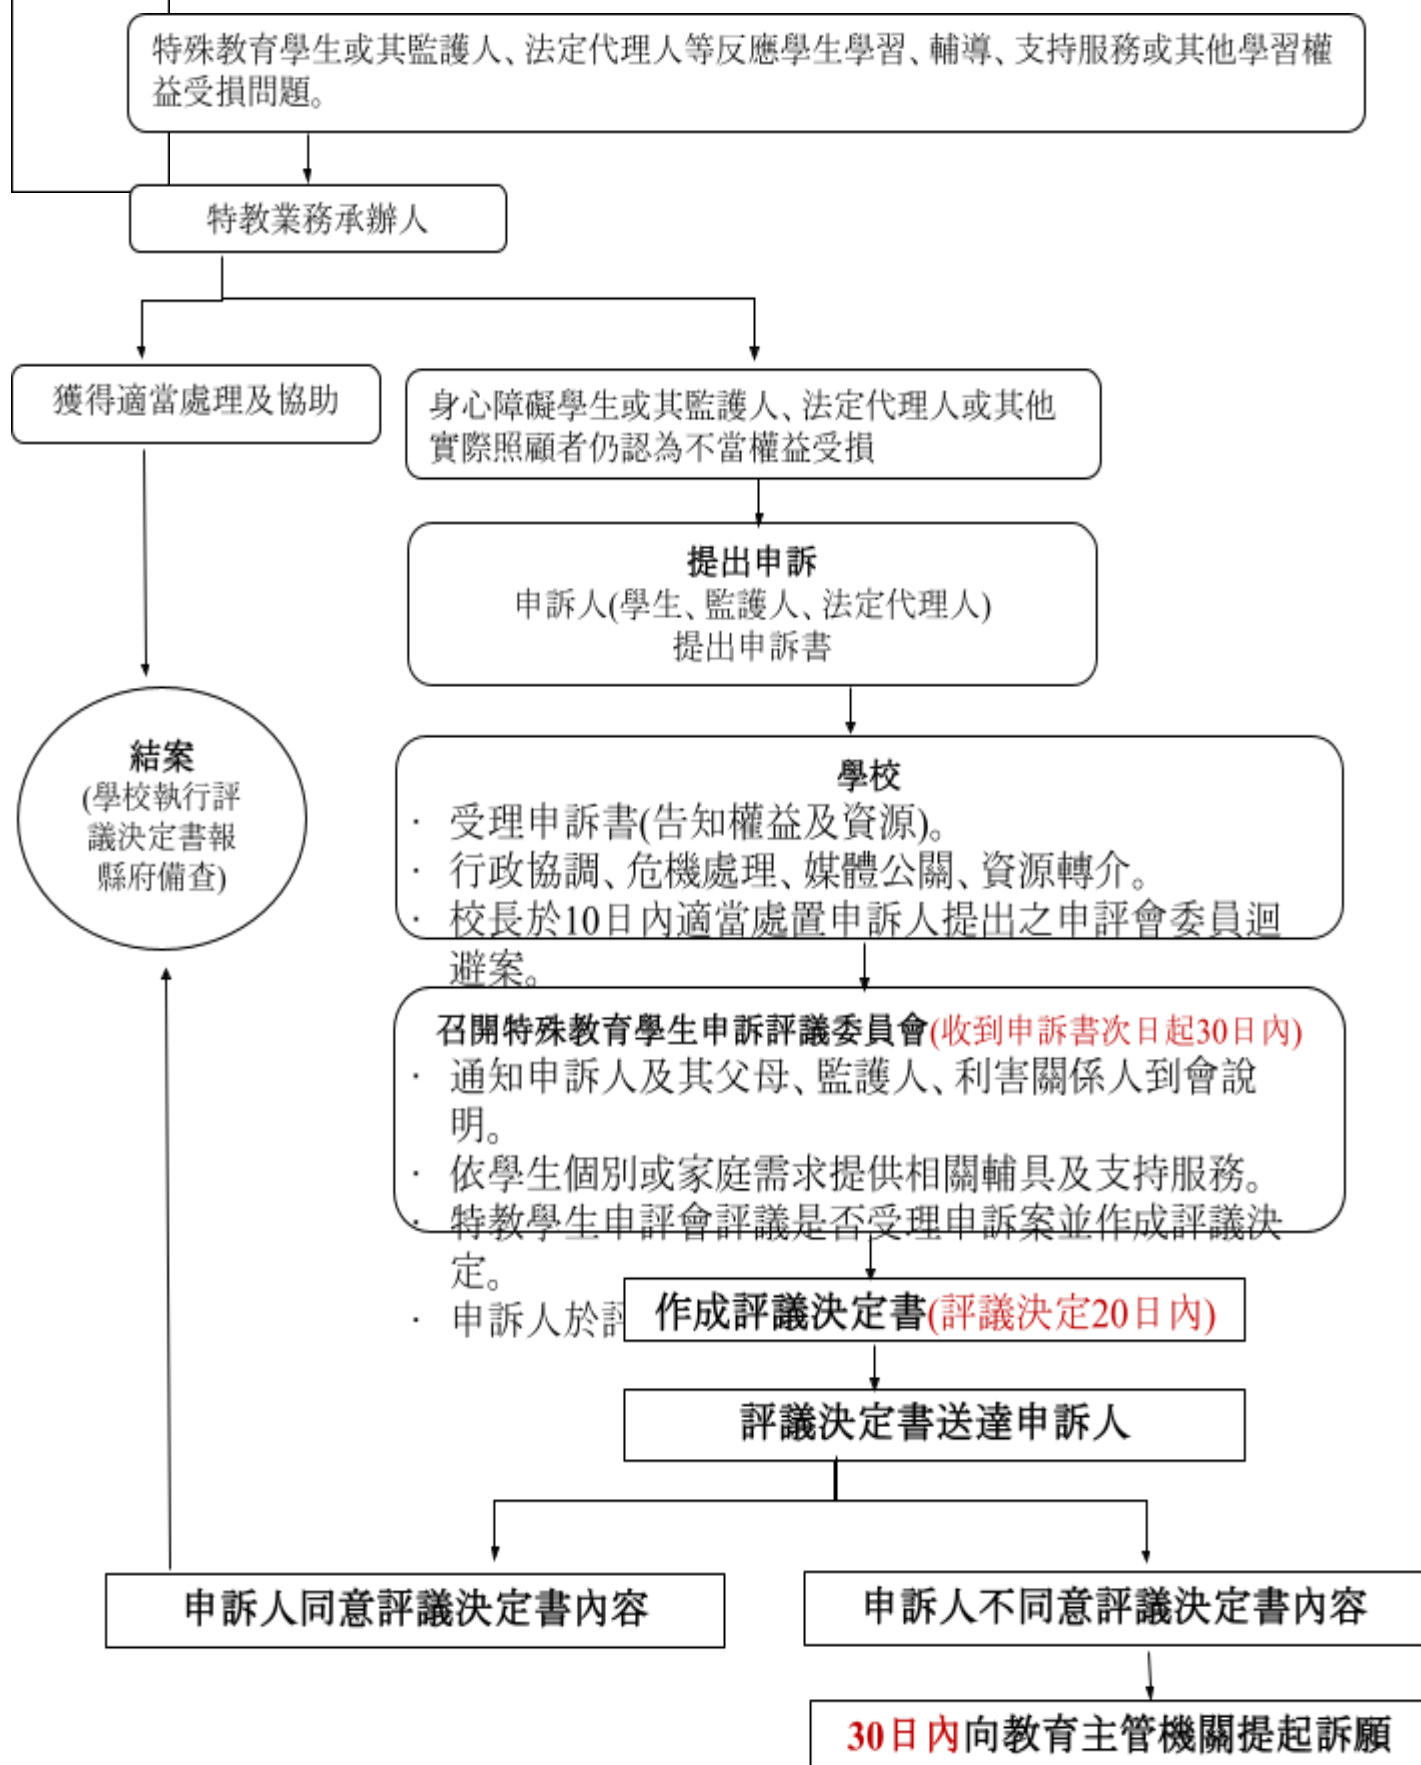 特殊教育學生或其監護人、法定代理人等反應學生學習、輔導、支持服務或其他學習權
益受損問題。
特教業務承辦人
獲得適當處理及協助
身心障礙學生或其監護人、法定代理人或其他
實際照顧者仍認為不當權益受損
提出申訴
申訴人(學生、監護人、法定代理人)
提出申訴書
結案
(學校執行評
議決定書報
縣府備查)
學校
· 受理申訴書(告知權益及資源)。
· 行政協調、危機處理、媒體公關、資源轉介。
· 校長於10日內適當處置申訴人提出之申評會委員迴
避案。
召開特殊教育學生申訴評議委員會(收到申訴書次日起30日內)
· 通知申訴人及其父母、監護人、利害關係人到會說
明。
· 依學生個別或家庭需求提供相關輔具及支持服務。
· 特教學生申評會評議是否受理申訴案並作成評議決
定。
· 申訴人於評
作成評議決定書(評議決定20日內)
評議決定書送達申訴人
申訴人同意評議決定書內容
申訴人不同意評議決定書內容
30日內向教育主管機關提起訴願